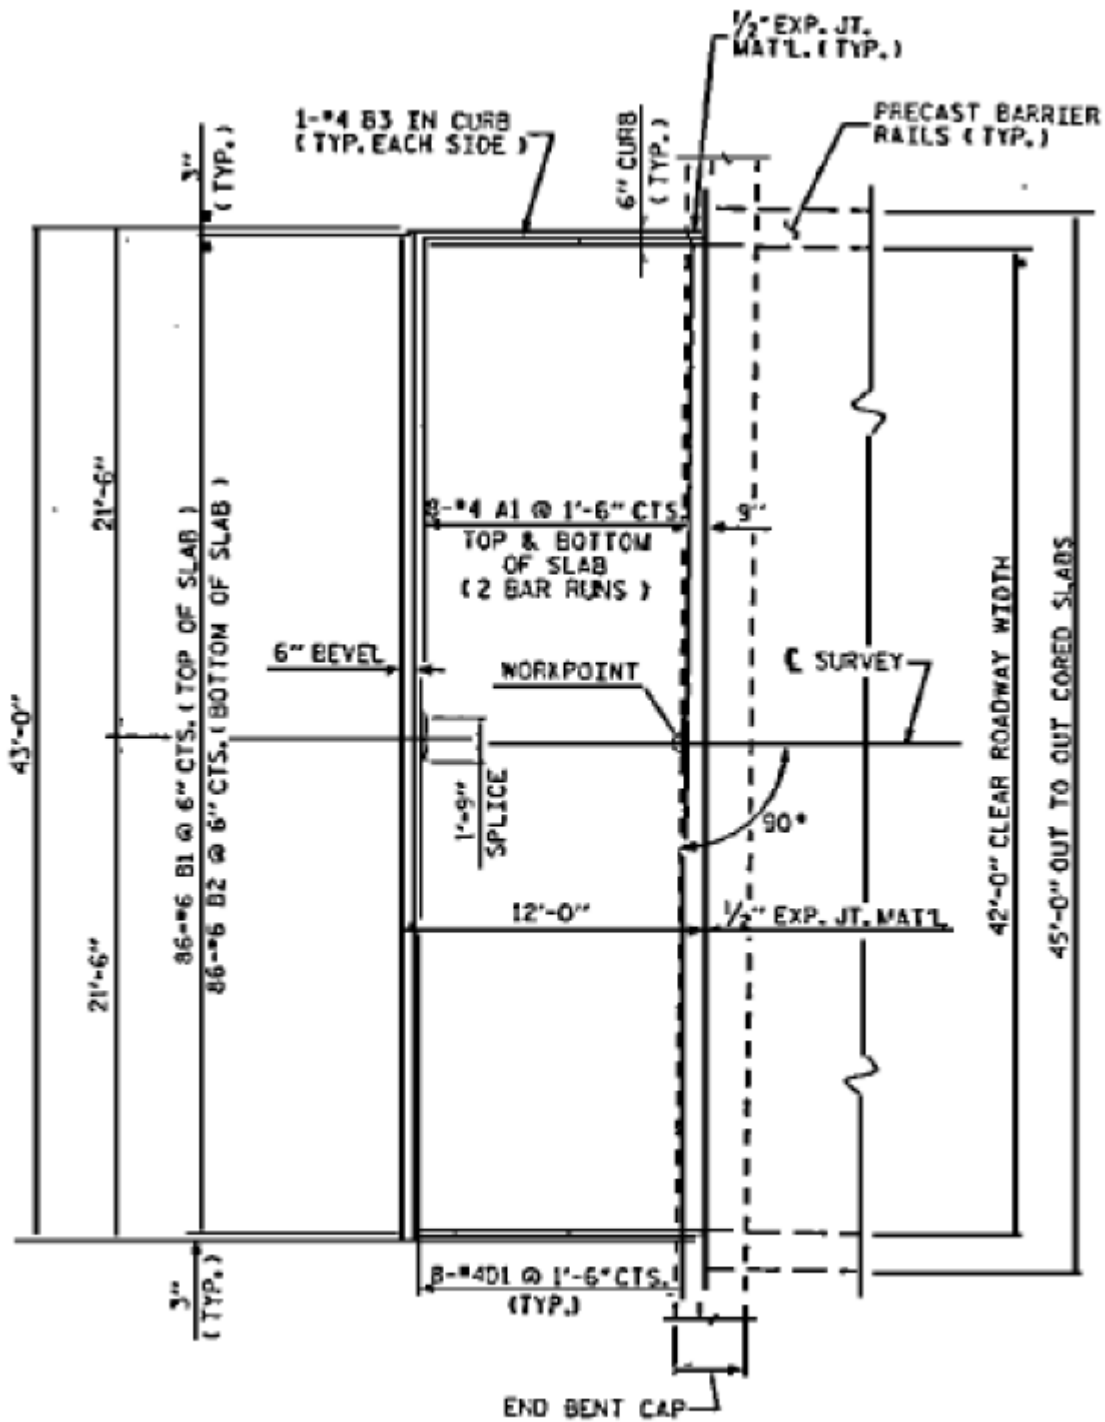 1/2" EXP. JT.
MAT'L. (TYP.)
1-#4 B3 IN CURB
(TYP. EACH SIDE)
PRECAST BARRIER
RAILS (TYP.)
6" CURB
(TYP.)
3"
(TYP.)
21'-6"
43'-0"
86-#6 B1 @ 6" CTS. (TOP OF SLAB)
86-#6 B2 @ 6" CTS. (BOTTOM OF SLAB)
8-#4 A1 @ 1'-6" CTS.
TOP & BOTTOM
OF SLAB
(2 BAR RUNS)
9"
6" BEVEL
WORKPOINT
℄ SURVEY
1'-9"
SPLICE
90°
42'-0" CLEAR ROADWAY WIDTH
45'-0" OUT TO OUT CORED SLABS
12'-0"
1/2" EXP. JT. MAT'L
21'-6"
8-#4D1 @ 1'-6" CTS.
(TYP.)
3"
(TYP.)
END BENT CAP